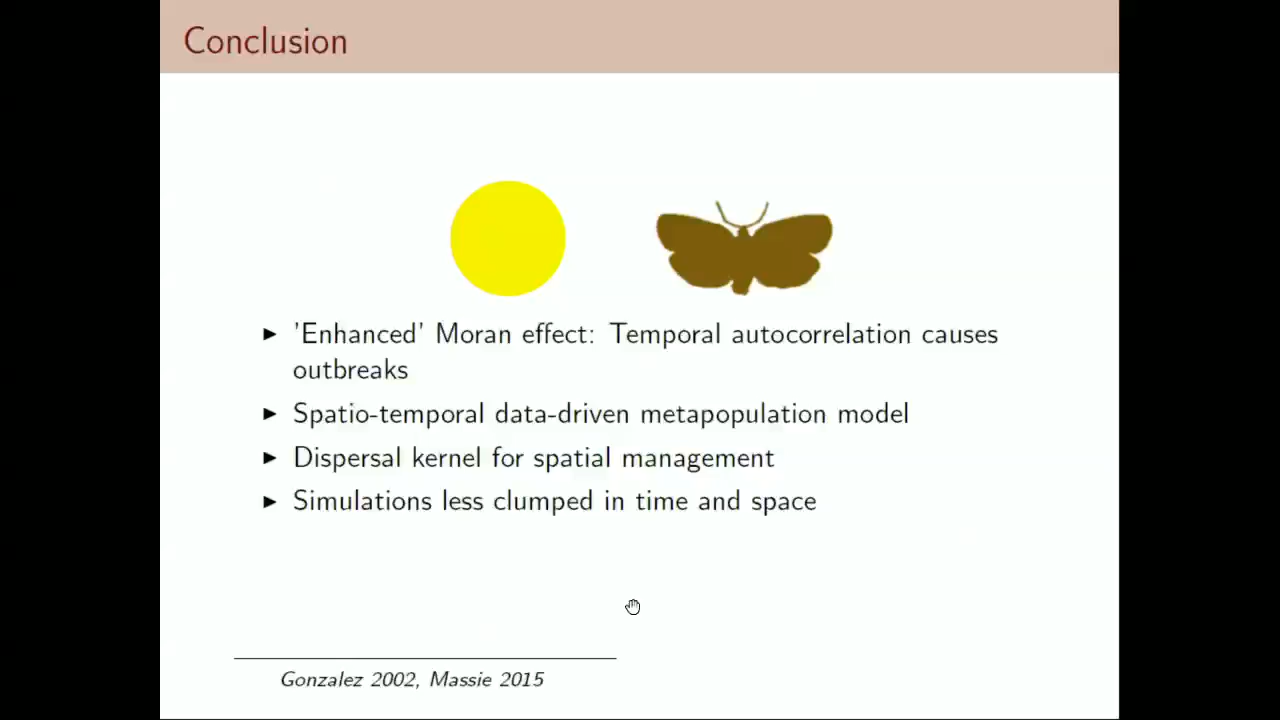 Conclusion
► 'Enhanced' Moran effect: Temporal autocorrelation causes
outbreaks
► Spatio-temporal data-driven metapopulation model
► Dispersal kernel for spatial management
► Simulations less clumped in time and space
Gonzalez 2002, Massie 2015